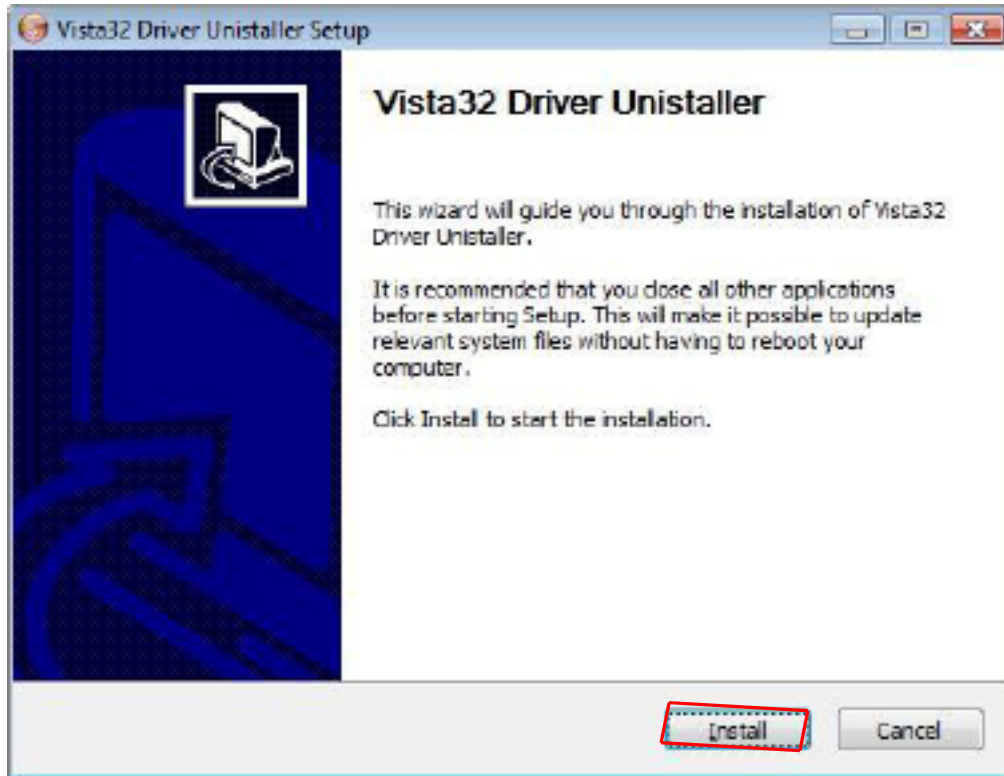 Vista32 Driver Unistaller Setup
Vista32 Driver Unistaller
This wizard will guide you through the installation of Vista32
Driver Unistaller.
It is recommended that you close all other applications
before starting Setup. This will make it possible to update
relevant system files without having to reboot your
computer.
Click Install to start the installation.
Install
Cancel